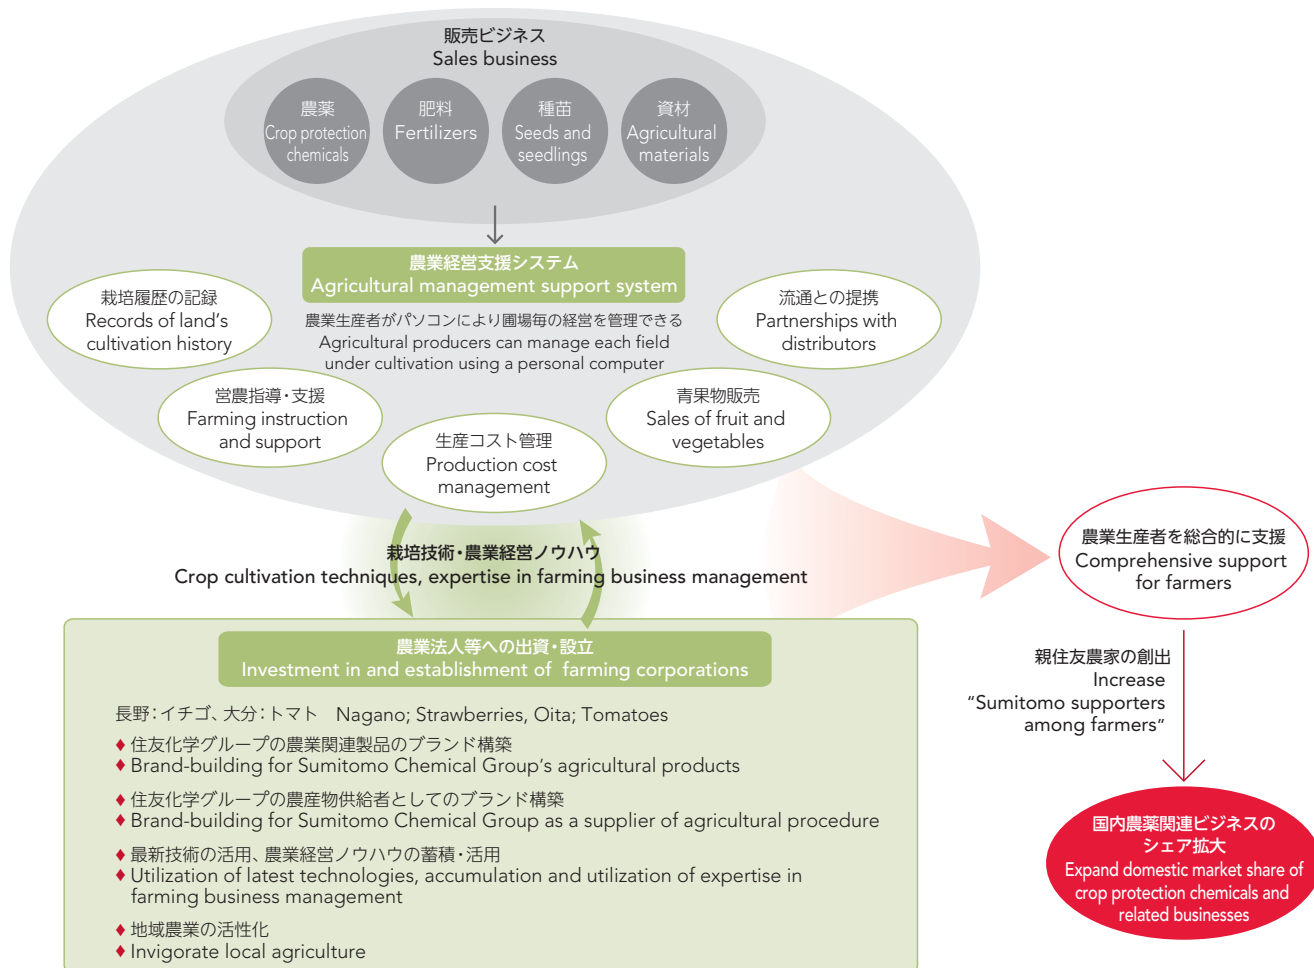 販売ビジネス
Sales business
農薬
Crop protection
chemicals
肥料
Fertilizers
種苗
Seeds and
seedlings
資材
Agricultural
materials
農業経営支援システム
Agricultural management support system
農業生産者がパソコンにより圃場毎の経営を管理できる
Agricultural producers can manage each field
under cultivation using a personal computer
栽培履歴の記録
Records of land's
cultivation history
営農指導・支援
Farming instruction
and support
生産コスト管理
Production cost
management
青果物販売
Sales of fruit and
vegetables
流通との提携
Partnerships with
distributors
栽培技術・農業経営ノウハウ
Crop cultivation techniques, expertise in farming business management
農業法人等への出資・設立
Investment in and establishment of farming corporations
長野：イチゴ、大分：トマト Nagano; Strawberries, Oita; Tomatoes
♦ 住友化学グループの農業関連製品のブランド構築
♦ Brand-building for Sumitomo Chemical Group's agricultural products
♦ 住友化学グループの農産物供給者としてのブランド構築
♦ Brand-building for Sumitomo Chemical Group as a supplier of agricultural procedure
♦ 最新技術の活用、農業経営ノウハウの蓄積・活用
♦ Utilization of latest technologies, accumulation and utilization of expertise in
farming business management
♦ 地域農業の活性化
♦ Invigorate local agriculture
農業生産者を総合的に支援
Comprehensive support
for farmers
親住友農家の創出
Increase
“Sumitomo supporters
among farmers”
国内農薬関連ビジネスの
シェア拡大
Expand domestic market share of
crop protection chemicals and
related businesses